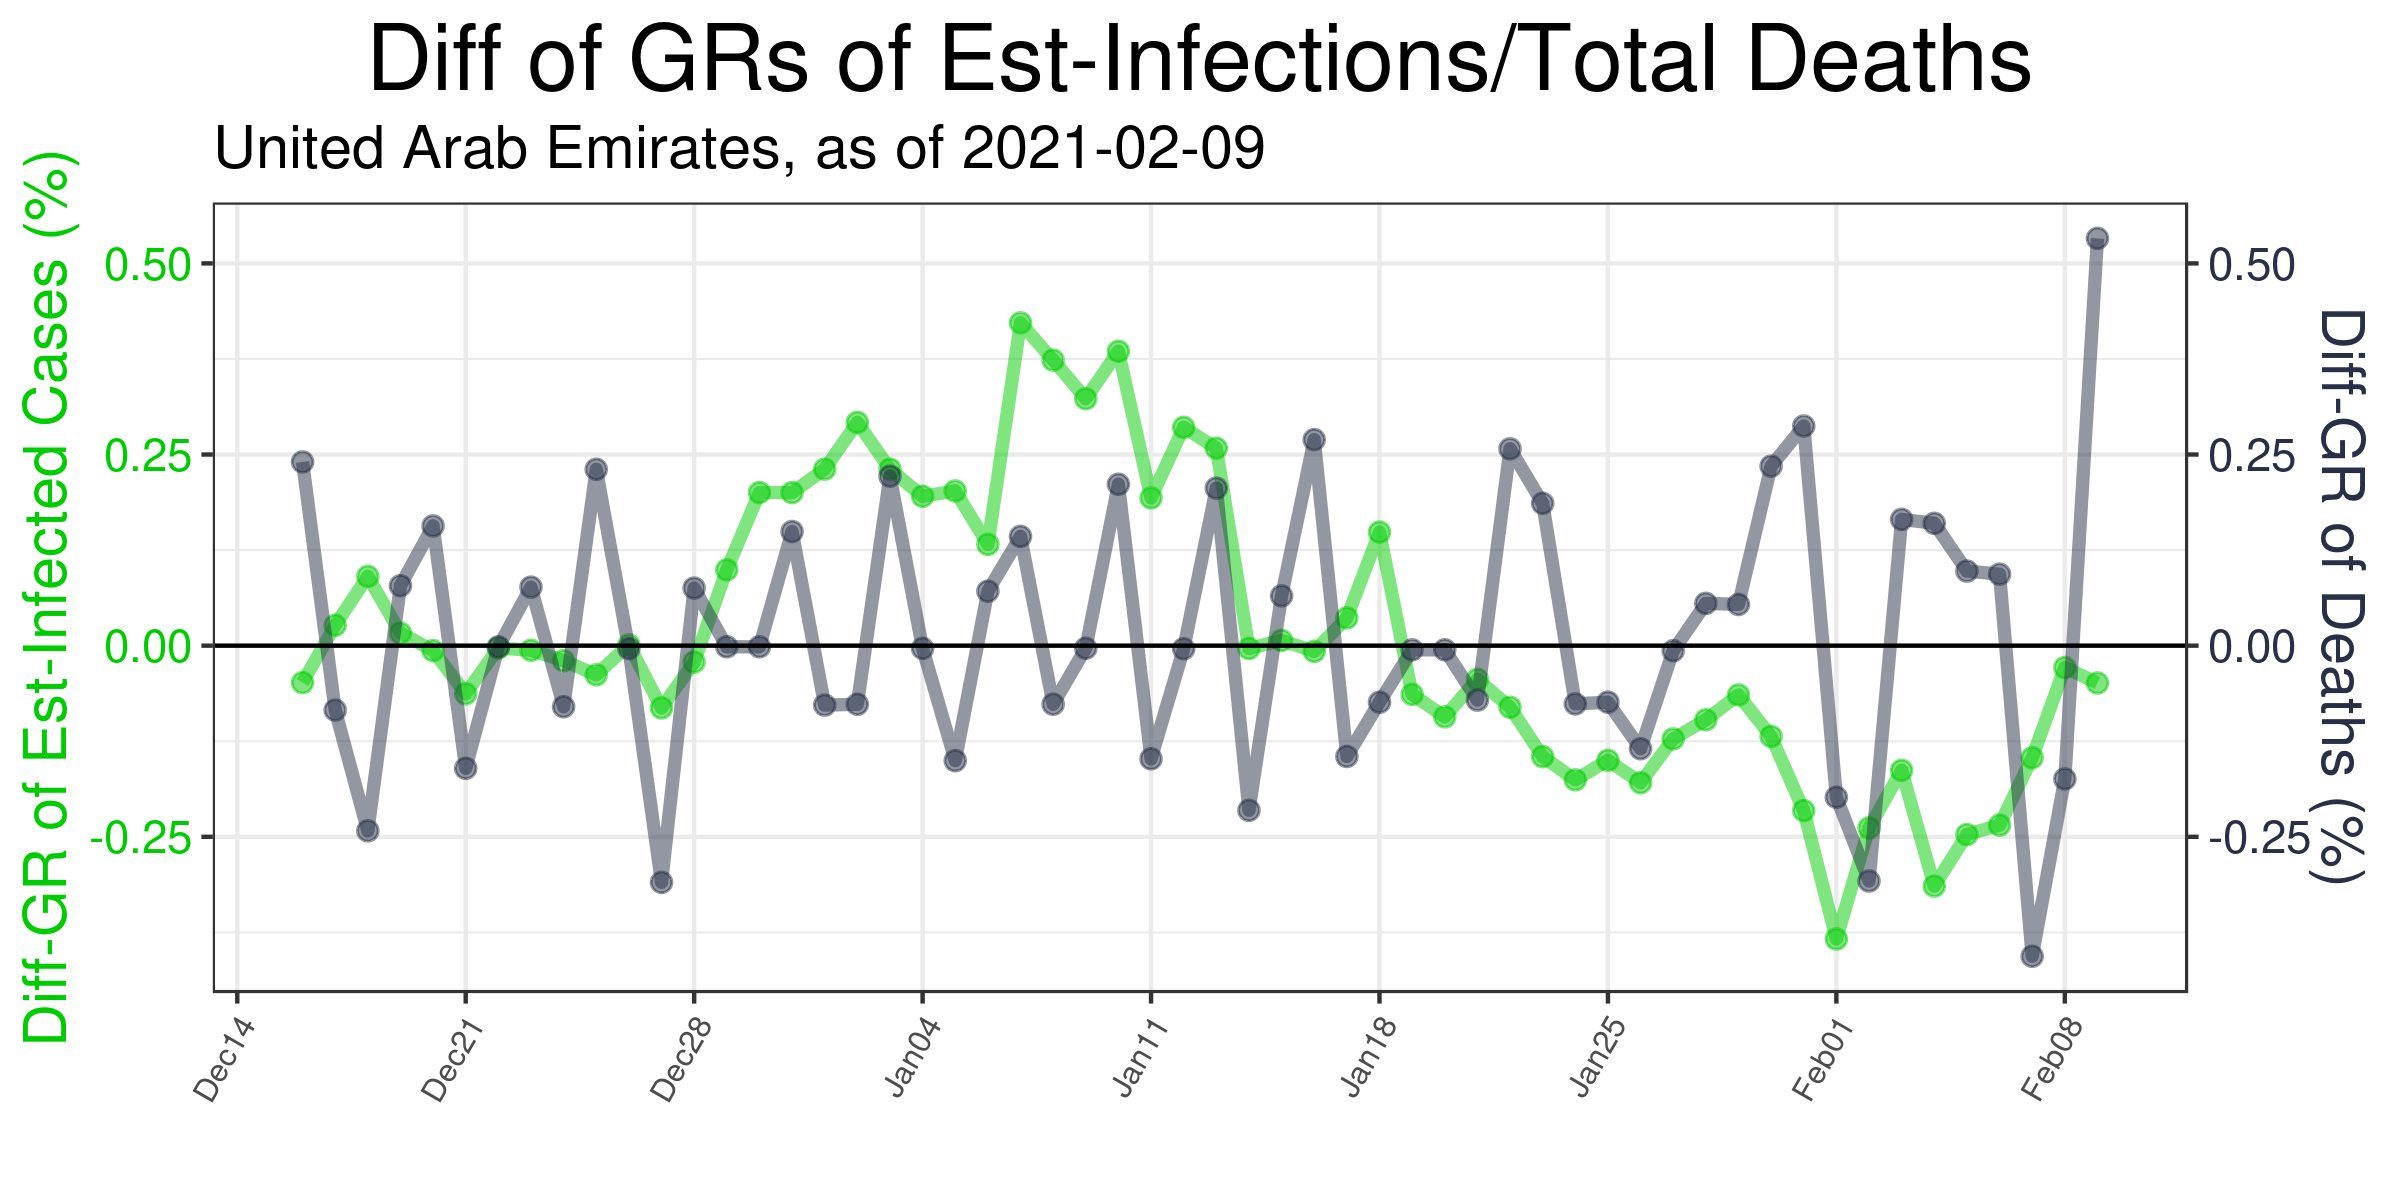 Diff of GRs of Est-Infections/Total Deaths
United Arab Emirates, as of 2021-02-09
Diff-GR of Est-Infected Cases (%)
0.50
0.25
0.00
-0.25
0.50
0.25
0.00
-0.25
Diff-GR of Deaths (%)
Dec14
Dec21
Dec28
Jan04
Jan11
Jan18
Jan25
Feb01
Feb08